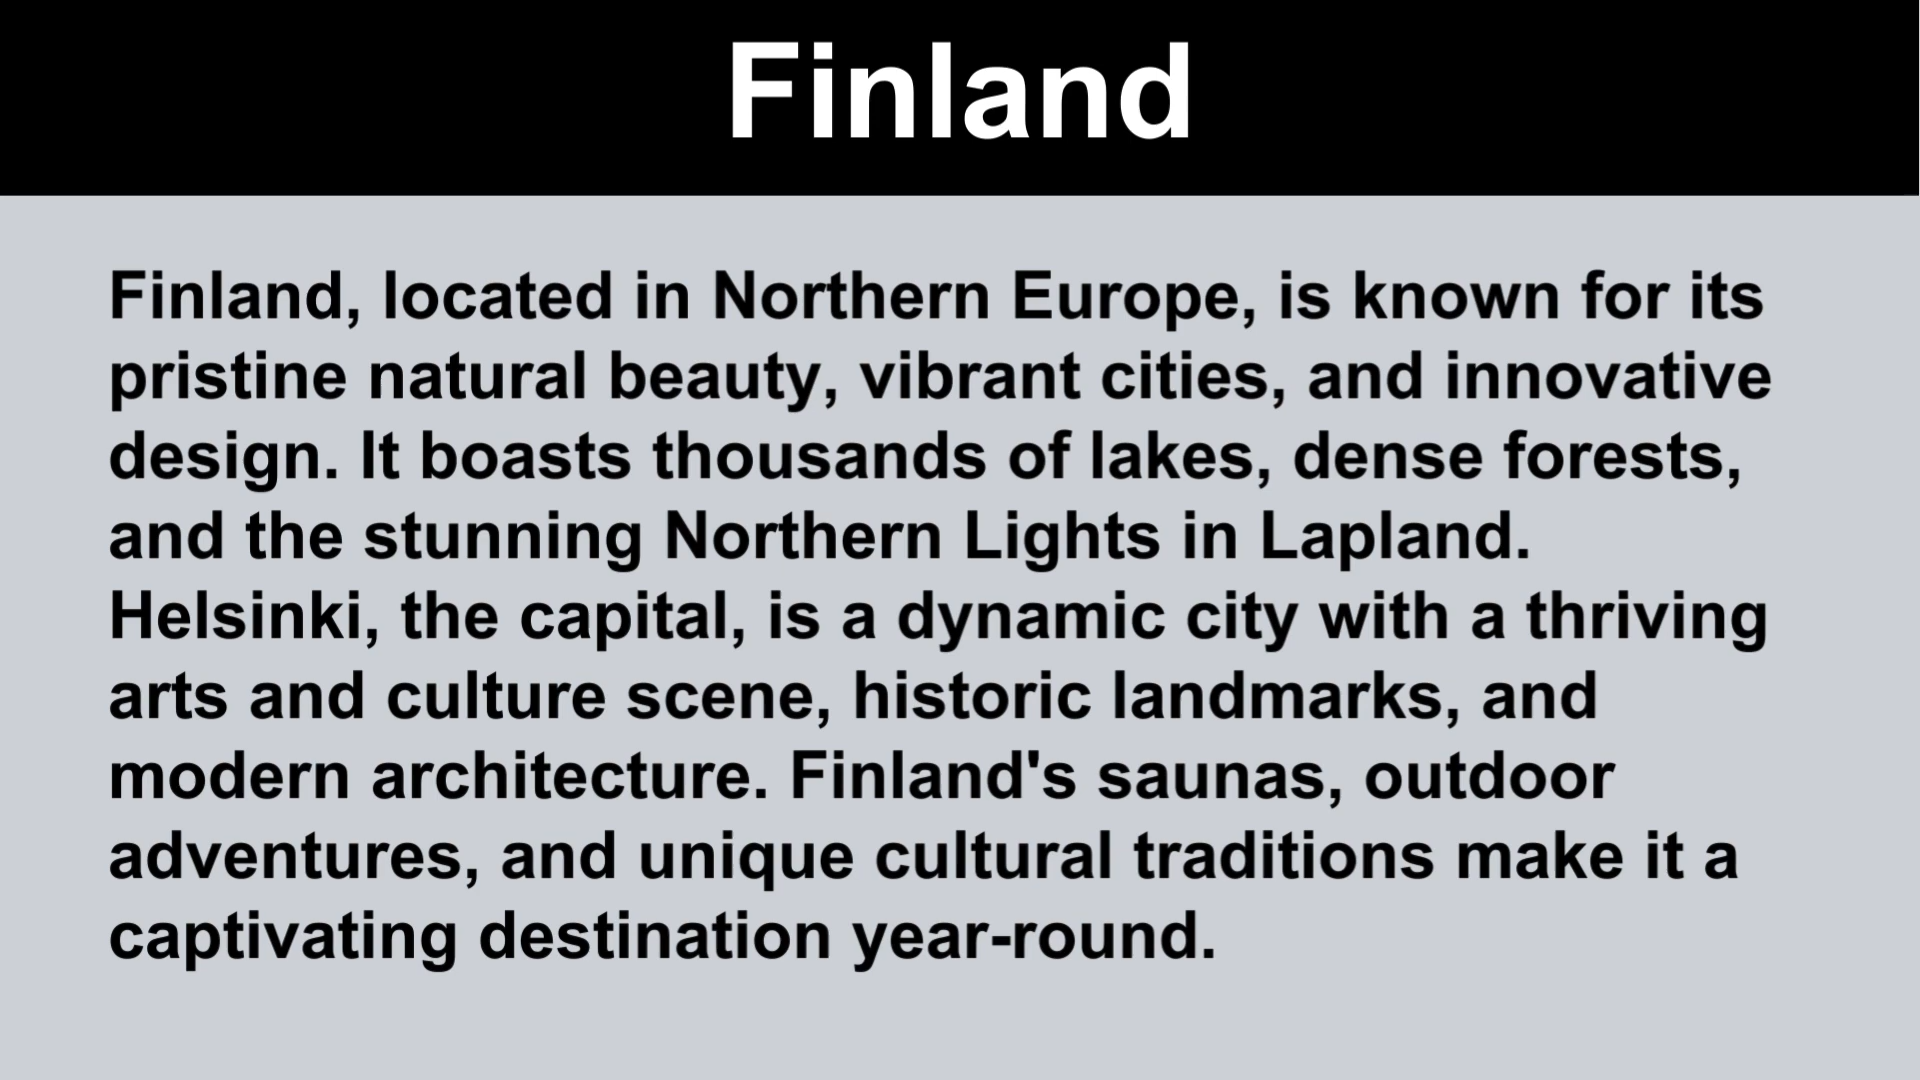 Finland
Finland, located in Northern Europe, is known for its
pristine natural beauty, vibrant cities, and innovative
design. It boasts thousands of lakes, dense forests,
and the stunning Northern Lights in Lapland.
Helsinki, the capital, is a dynamic city with a thriving
arts and culture scene, historic landmarks, and
modern architecture. Finland's saunas, outdoor
adventures, and unique cultural traditions make it a
captivating destination year-round.